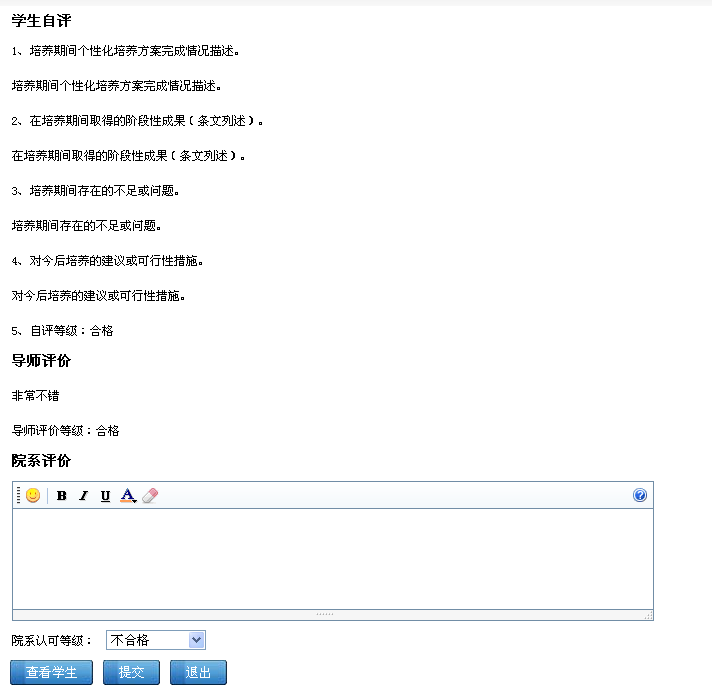 学生自评
1、培养期间个性化培养方案完成情况描述。
培养期间个性化培养方案完成情况描述。
2、在培养期间取得的阶段性成果（条文列述）。
在培养期间取得的阶段性成果（条文列述）。
3、培养期间存在的不足或问题。
培养期间存在的不足或问题。
4、对今后培养的建议或可行性措施。
对今后培养的建议或可行性措施。
5、自评等级：合格
导师评价
非常不错
导师评价等级：合格
院系评价
B I U A ?
院系认可等级： 不合格
查看学生 提交 退出